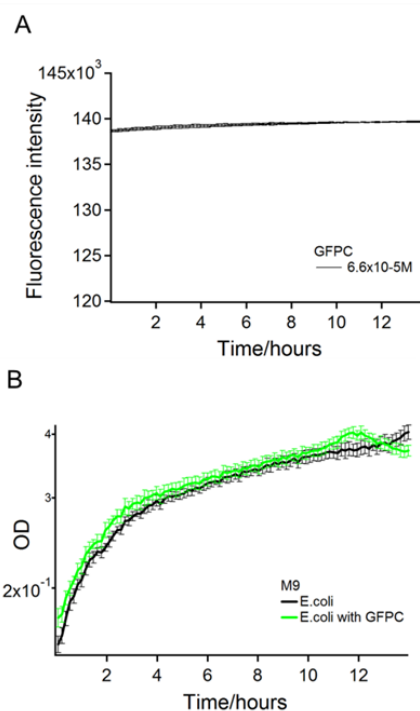 A
145x10³
140
135
130
125
120
Fluorescence intensity
GFPC
6.6x10-5M
2 4 6 8 10 12
Time/hours
B
4
3
2x10⁻¹
OD
M9
E.coli
E.coli with GFPC
2 4 6 8 10 12
Time/hours